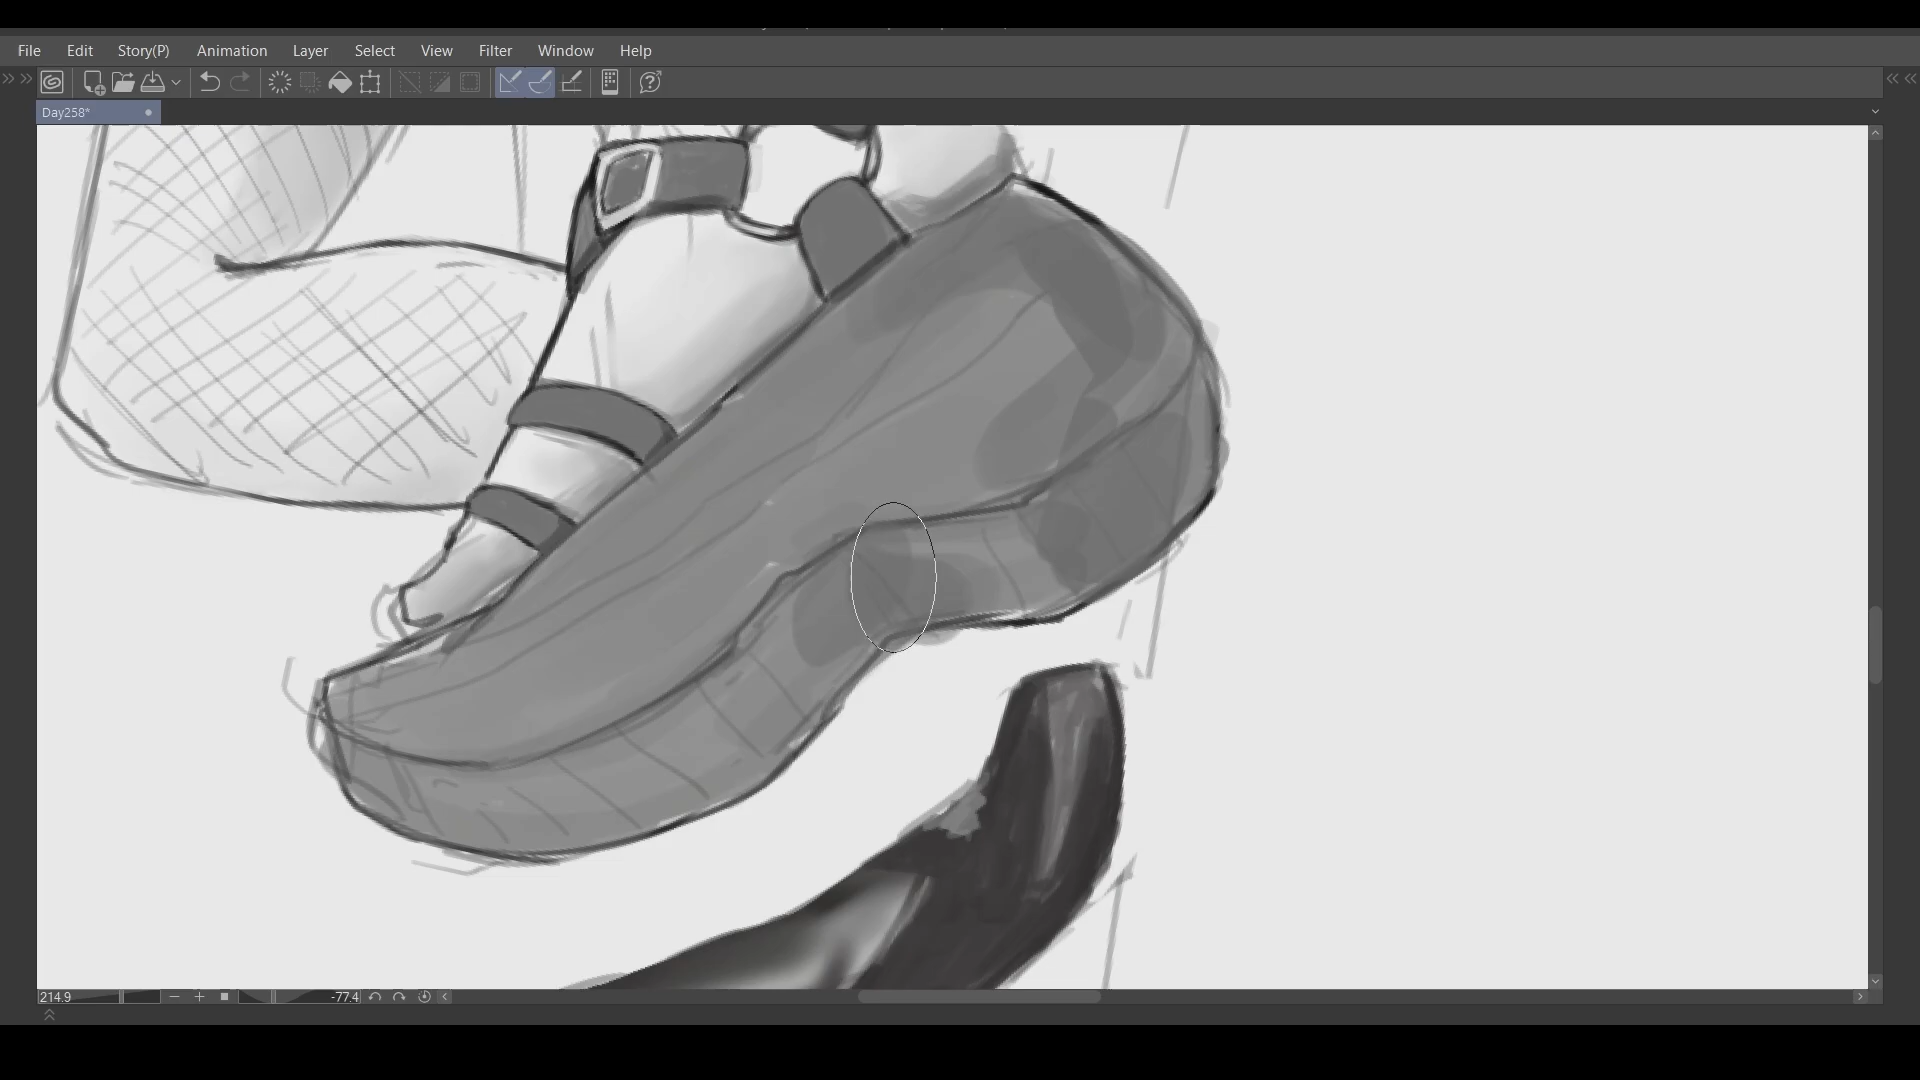 File Edit Story(P) Animation Layer Select View Filter Window Help
Day258*
214.9 -77.4